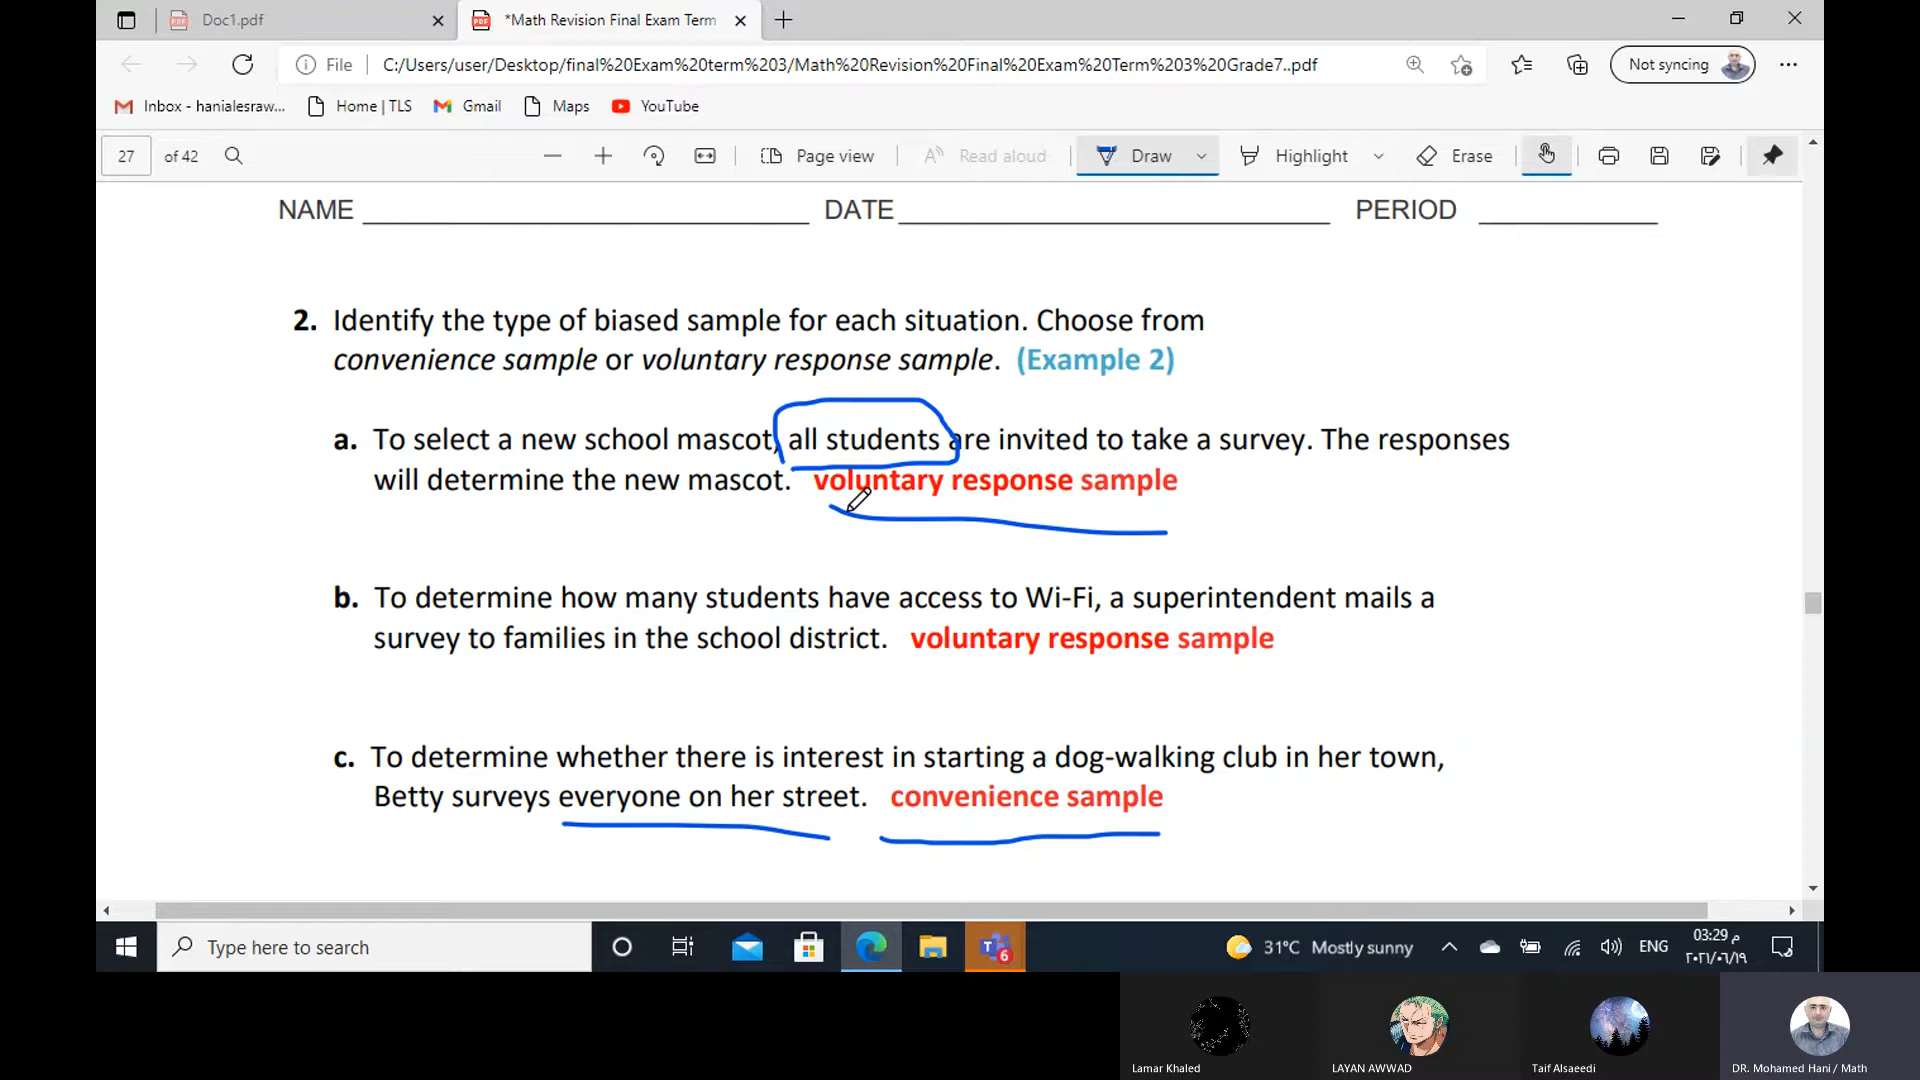 Doc1.pdf
*Math Revision Final Exam Term
File
C:/Users/user/Desktop/final%20Exam%20term%203/Math%20Revision%20Final%20Exam%20Term%203%20Grade7..pdf
Not syncing
Inbox - hanialesraw...
Home | TLS
Gmail
Maps
YouTube
27 of 42
Page view
Read aloud
Draw
Highlight
Erase
NAME DATE PERIOD
2. Identify the type of biased sample for each situation. Choose from
convenience sample or voluntary response sample. (Example 2)
a. To select a new school mascot, all students are invited to take a survey. The responses
will determine the new mascot. voluntary response sample
b. To determine how many students have access to Wi-Fi, a superintendent mails a
survey to families in the school district. voluntary response sample
c. To determine whether there is interest in starting a dog-walking club in her town,
Betty surveys everyone on her street. convenience sample
Type here to search
6
31°C Mostly sunny
ENG
03:29 م
٢٠٢١/٠٦/١٩
Lamar Khaled
LAYAN AWWAD
Taif Alsaeedi
DR. Mohamed Hani / Math